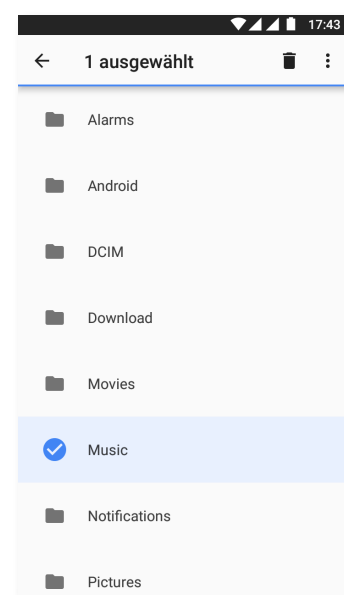 17:43
1 ausgewählt
Alarms
Android
DCIM
Download
Movies
Music
Notifications
Pictures